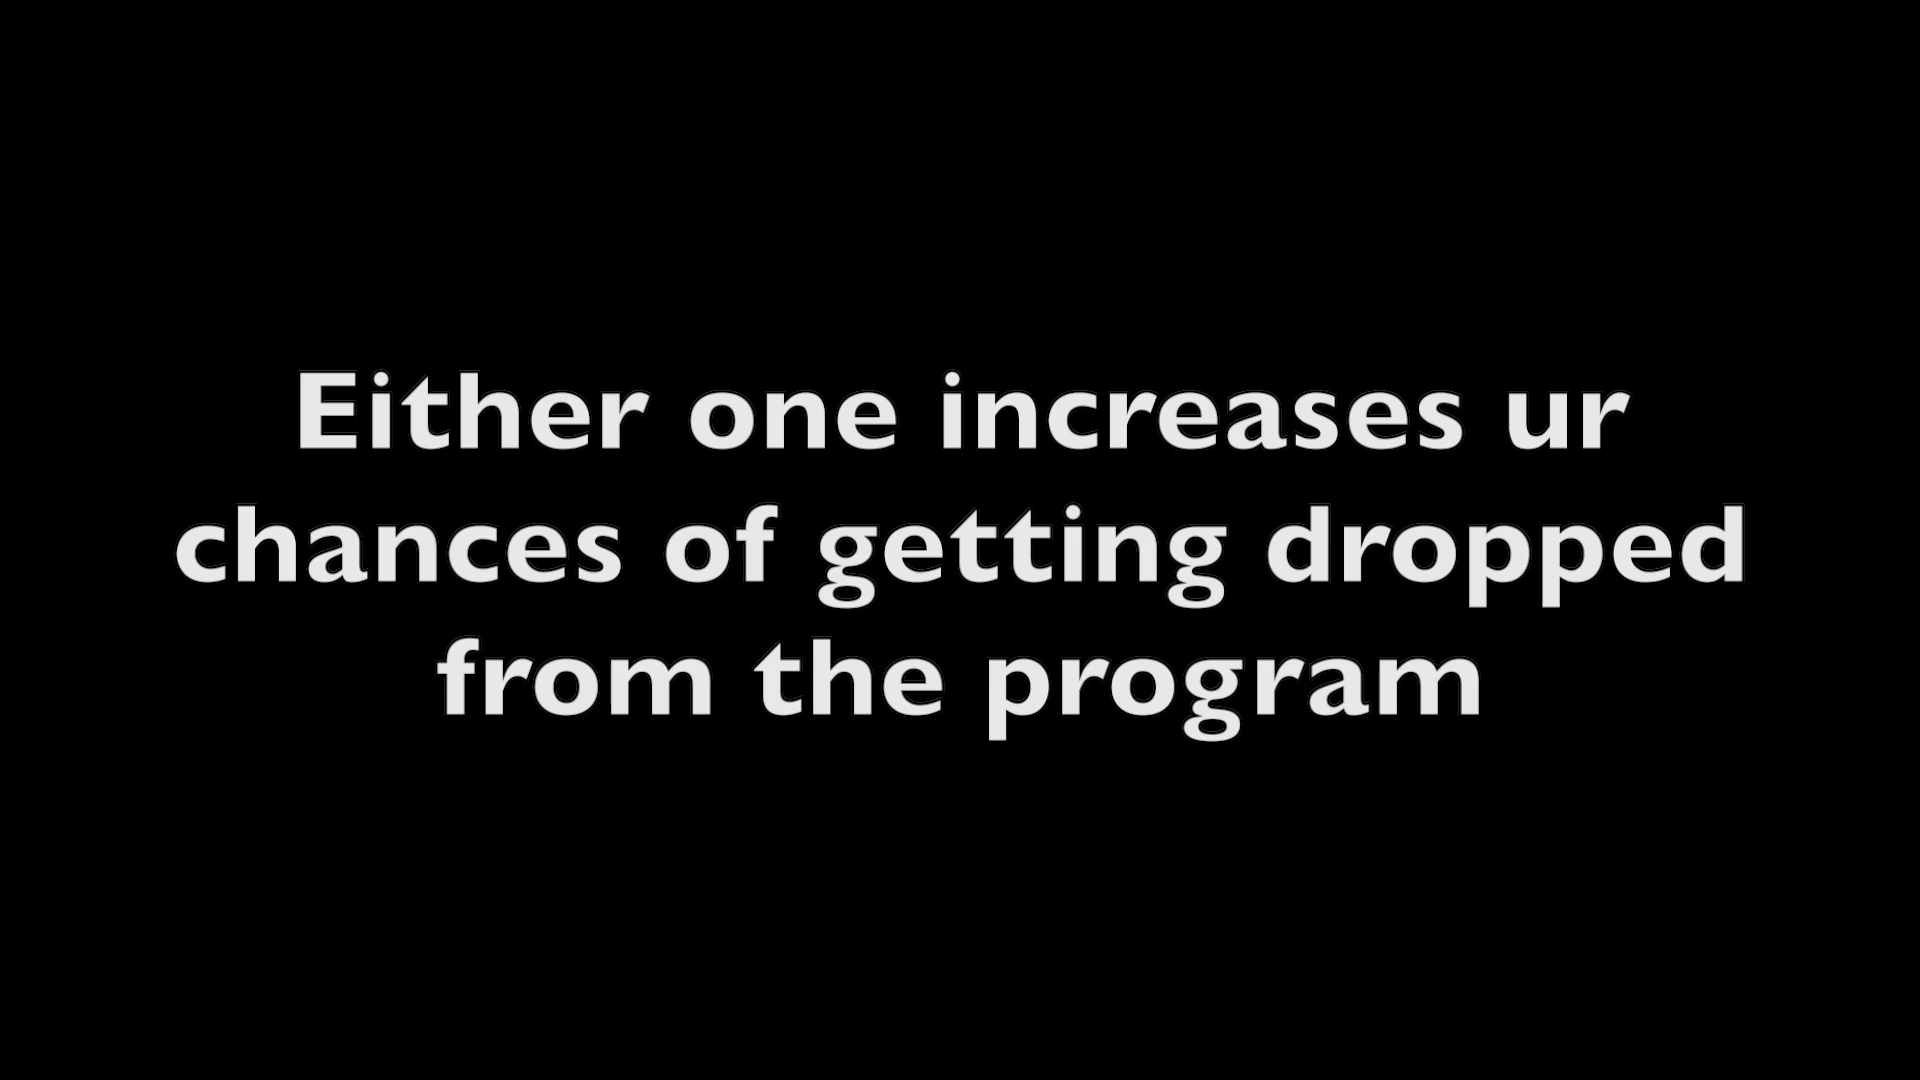 Either one increases ur
chances of getting dropped
from the program